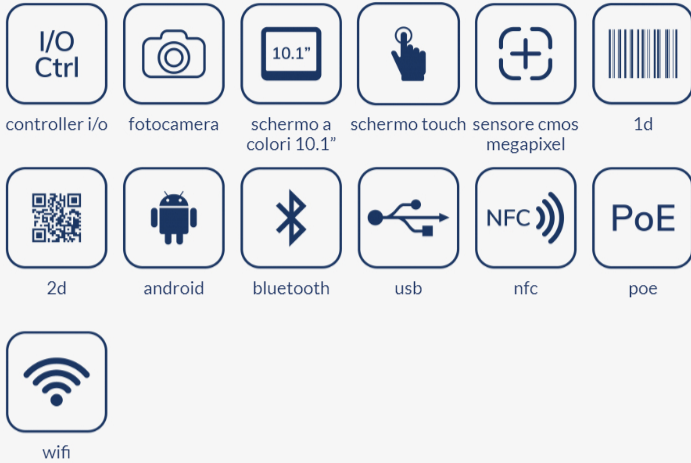 I/O
Ctrl
10.1”
controller i/o
fotocamera
schermo a
colori 10.1”
schermo touch
sensore cmos
megapixel
1d
NFC
PoE
2d
android
bluetooth
usb
nfc
poe
wifi